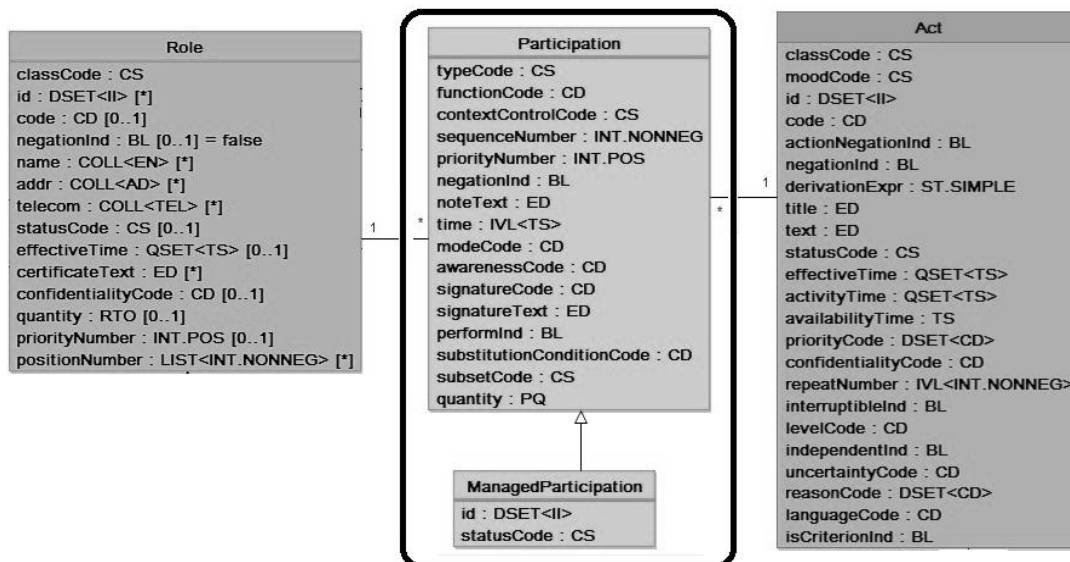 Role
classCode : CS
id : DSET<II> [*]
code : CD [0..1]
negationInd : BL [0..1] = false
name : COLL<EN> [*]
addr : COLL<AD> [*]
telecom : COLL<TEL> [*]
statusCode : CS [0..1]
effectiveTime : QSET<TS> [0..1]
certificateText : ED [*]
confidentialityCode : CD [0..1]
quantity : RTO [0..1]
priorityNumber : INT.POS [0..1]
positionNumber : LIST<INT.NONNEG> [*]
1
*
Participation
typeCode : CS
functionCode : CD
contextControlCode : CS
sequenceNumber : INT.NONNEG
priorityNumber : INT.POS
negationInd : BL
noteText : ED
time : IVL<TS>
modeCode : CD
awarenessCode : CD
signatureCode : CD
signatureText : ED
performInd : BL
substitutionConditionCode : CD
subsetCode : CS
quantity : PQ
ManagedParticipation
id : DSET<II>
statusCode : CS
*
1
Act
classCode : CS
moodCode : CS
id : DSET<II>
code : CD
actionNegationInd : BL
negationInd : BL
derivationExpr : ST.SIMPLE
title : ED
text : ED
statusCode : CS
effectiveTime : QSET<TS>
activityTime : QSET<TS>
availabilityTime : TS
priorityCode : DSET<CD>
confidentialityCode : CD
repeatNumber : IVL<INT.NONNEG>
interruptibleInd : BL
levelCode : CD
independentInd : BL
uncertaintyCode : CD
reasonCode : DSET<CD>
languageCode : CD
isCriterionInd : BL